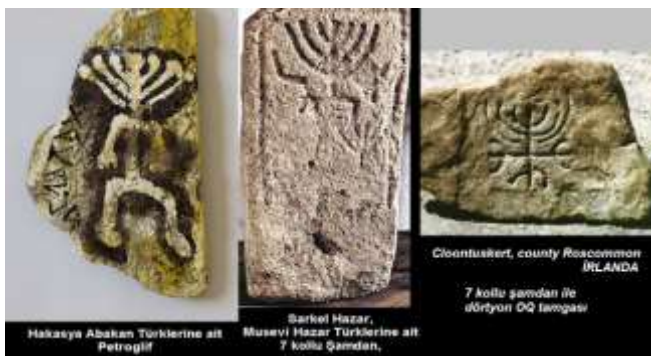 Hakasya Abakan Türklerine ait
Petroglif
Sarkel Hazar,
Musevi Hazar Türklerine ait
7 kollu Şamdan,
Cloontuskert, county Roscommon
İRLANDA
7 kollu şamdan ile
dörtyon OQ tamgası